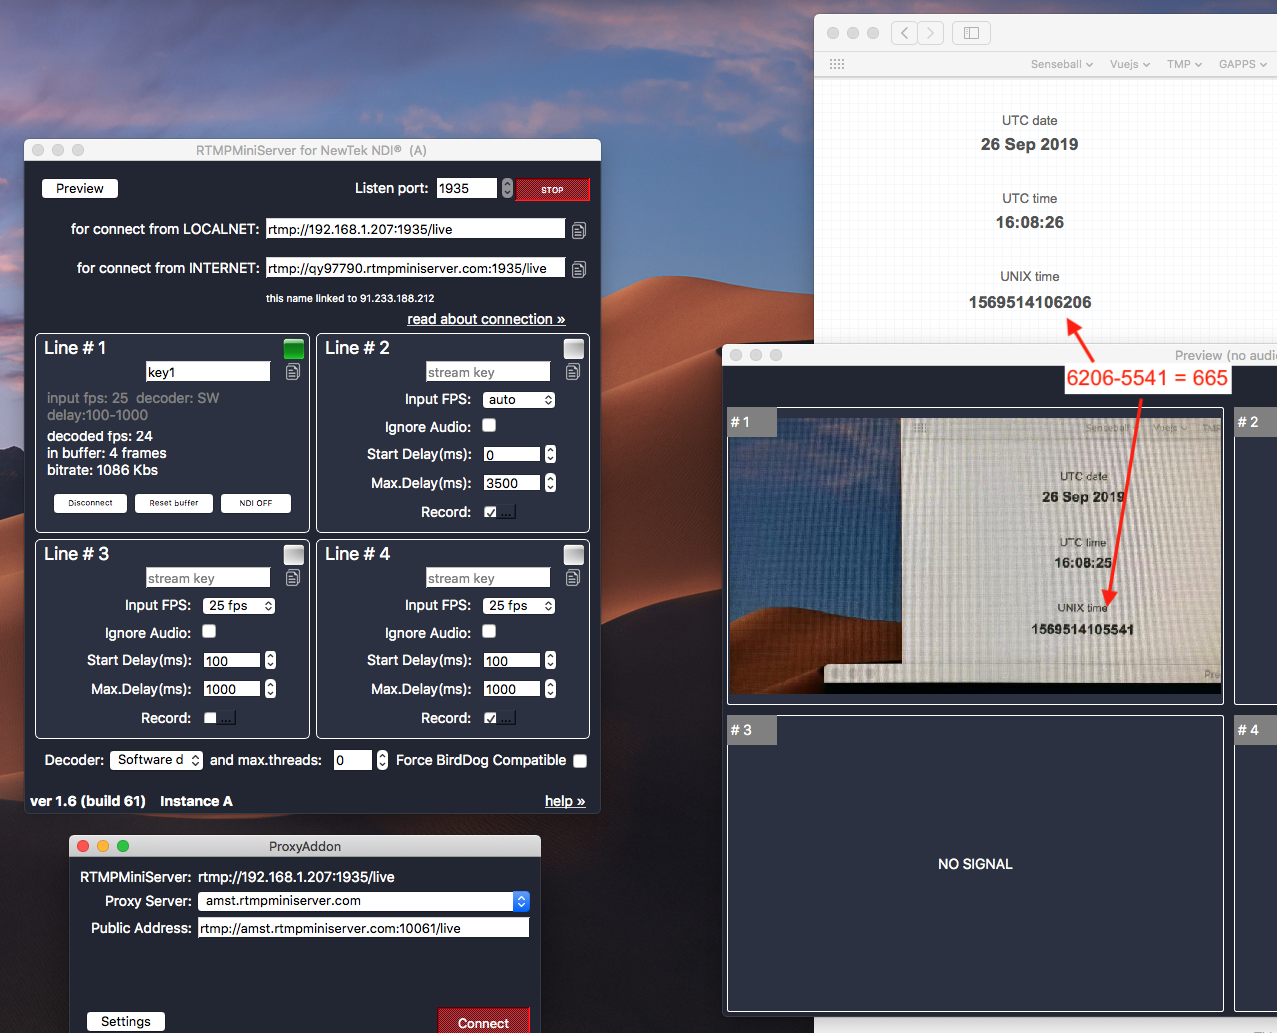 Senseball
Vuejs
TMP
GAPPS
UTC date
26 Sep 2019
UTC time
16:08:26
UNIX time
1569514106206
RTMPMiniServer for NewTek NDI® (A)
Preview
Listen port: 1935
STOP
for connect from LOCALNET: rtmp://192.168.1.207:1935/live
for connect from INTERNET: rtmp://qy97790.rtmpminiserver.com:1935/live
this name linked to 91.233.188.212
read about connection »
Line # 1
key1
input fps: 25 decoder: SW
delay:100-1000
decoded fps: 24
in buffer: 4 frames
bitrate: 1086 Kbs
Disconnect
Reset buffer
NDI OFF
Line # 2
stream key
Input FPS: auto
Ignore Audio:
Start Delay(ms): 0
Max.Delay(ms): 3500
Record: ...
Line # 3
stream key
Input FPS: 25 fps
Ignore Audio:
Start Delay(ms): 100
Max.Delay(ms): 1000
Record: ...
Line # 4
stream key
Input FPS: 25 fps
Ignore Audio:
Start Delay(ms): 100
Max.Delay(ms): 1000
Record: ...
Decoder: Software d and max.threads: 0 Force BirdDog Compatible
ver 1.6 (build 61) Instance A
help »
Preview (no audi
6206-5541 = 665
# 1
Senseball
Vuejs
TMP
UTC date
26 Sep 2019
UTC time
16:08:25
UNIX time
1569514105541
Pre
# 2
# 3
NO SIGNAL
# 4
ProxyAddon
RTMPMiniServer: rtmp://192.168.1.207:1935/live
Proxy Server: amst.rtmpminiserver.com
Public Address: rtmp://amst.rtmpminiserver.com:10061/live
Settings
Connect